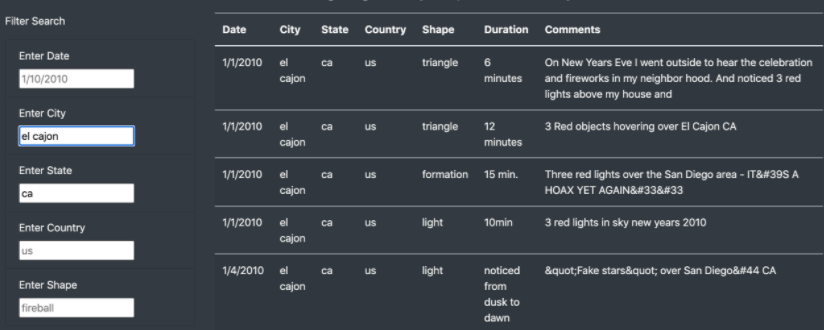 Filter Search
Enter Date
1/10/2010
Enter City
el cajon
Enter State
ca
Enter Country
us
Enter Shape
fireball
Date City State Country Shape Duration Comments
1/1/2010 el ca us triangle 6 On New Years Eve I went outside to hear the celebration
cajon minutes and fireworks in my neighbor hood. And noticed 3 red
lights above my house and
1/1/2010 el ca us triangle 12 3 Red objects hovering over El Cajon CA
cajon minutes
1/1/2010 el ca us formation 15 min. Three red lights over the San Diego area - IT&#39S A
cajon HOAX YET AGAIN&#33&#33
1/1/2010 el ca us light 10min 3 red lights in sky new years 2010
cajon
1/4/2010 el ca us light noticed &quot;Fake stars&quot; over San Diego&#44 CA
cajon from
dusk to
dawn